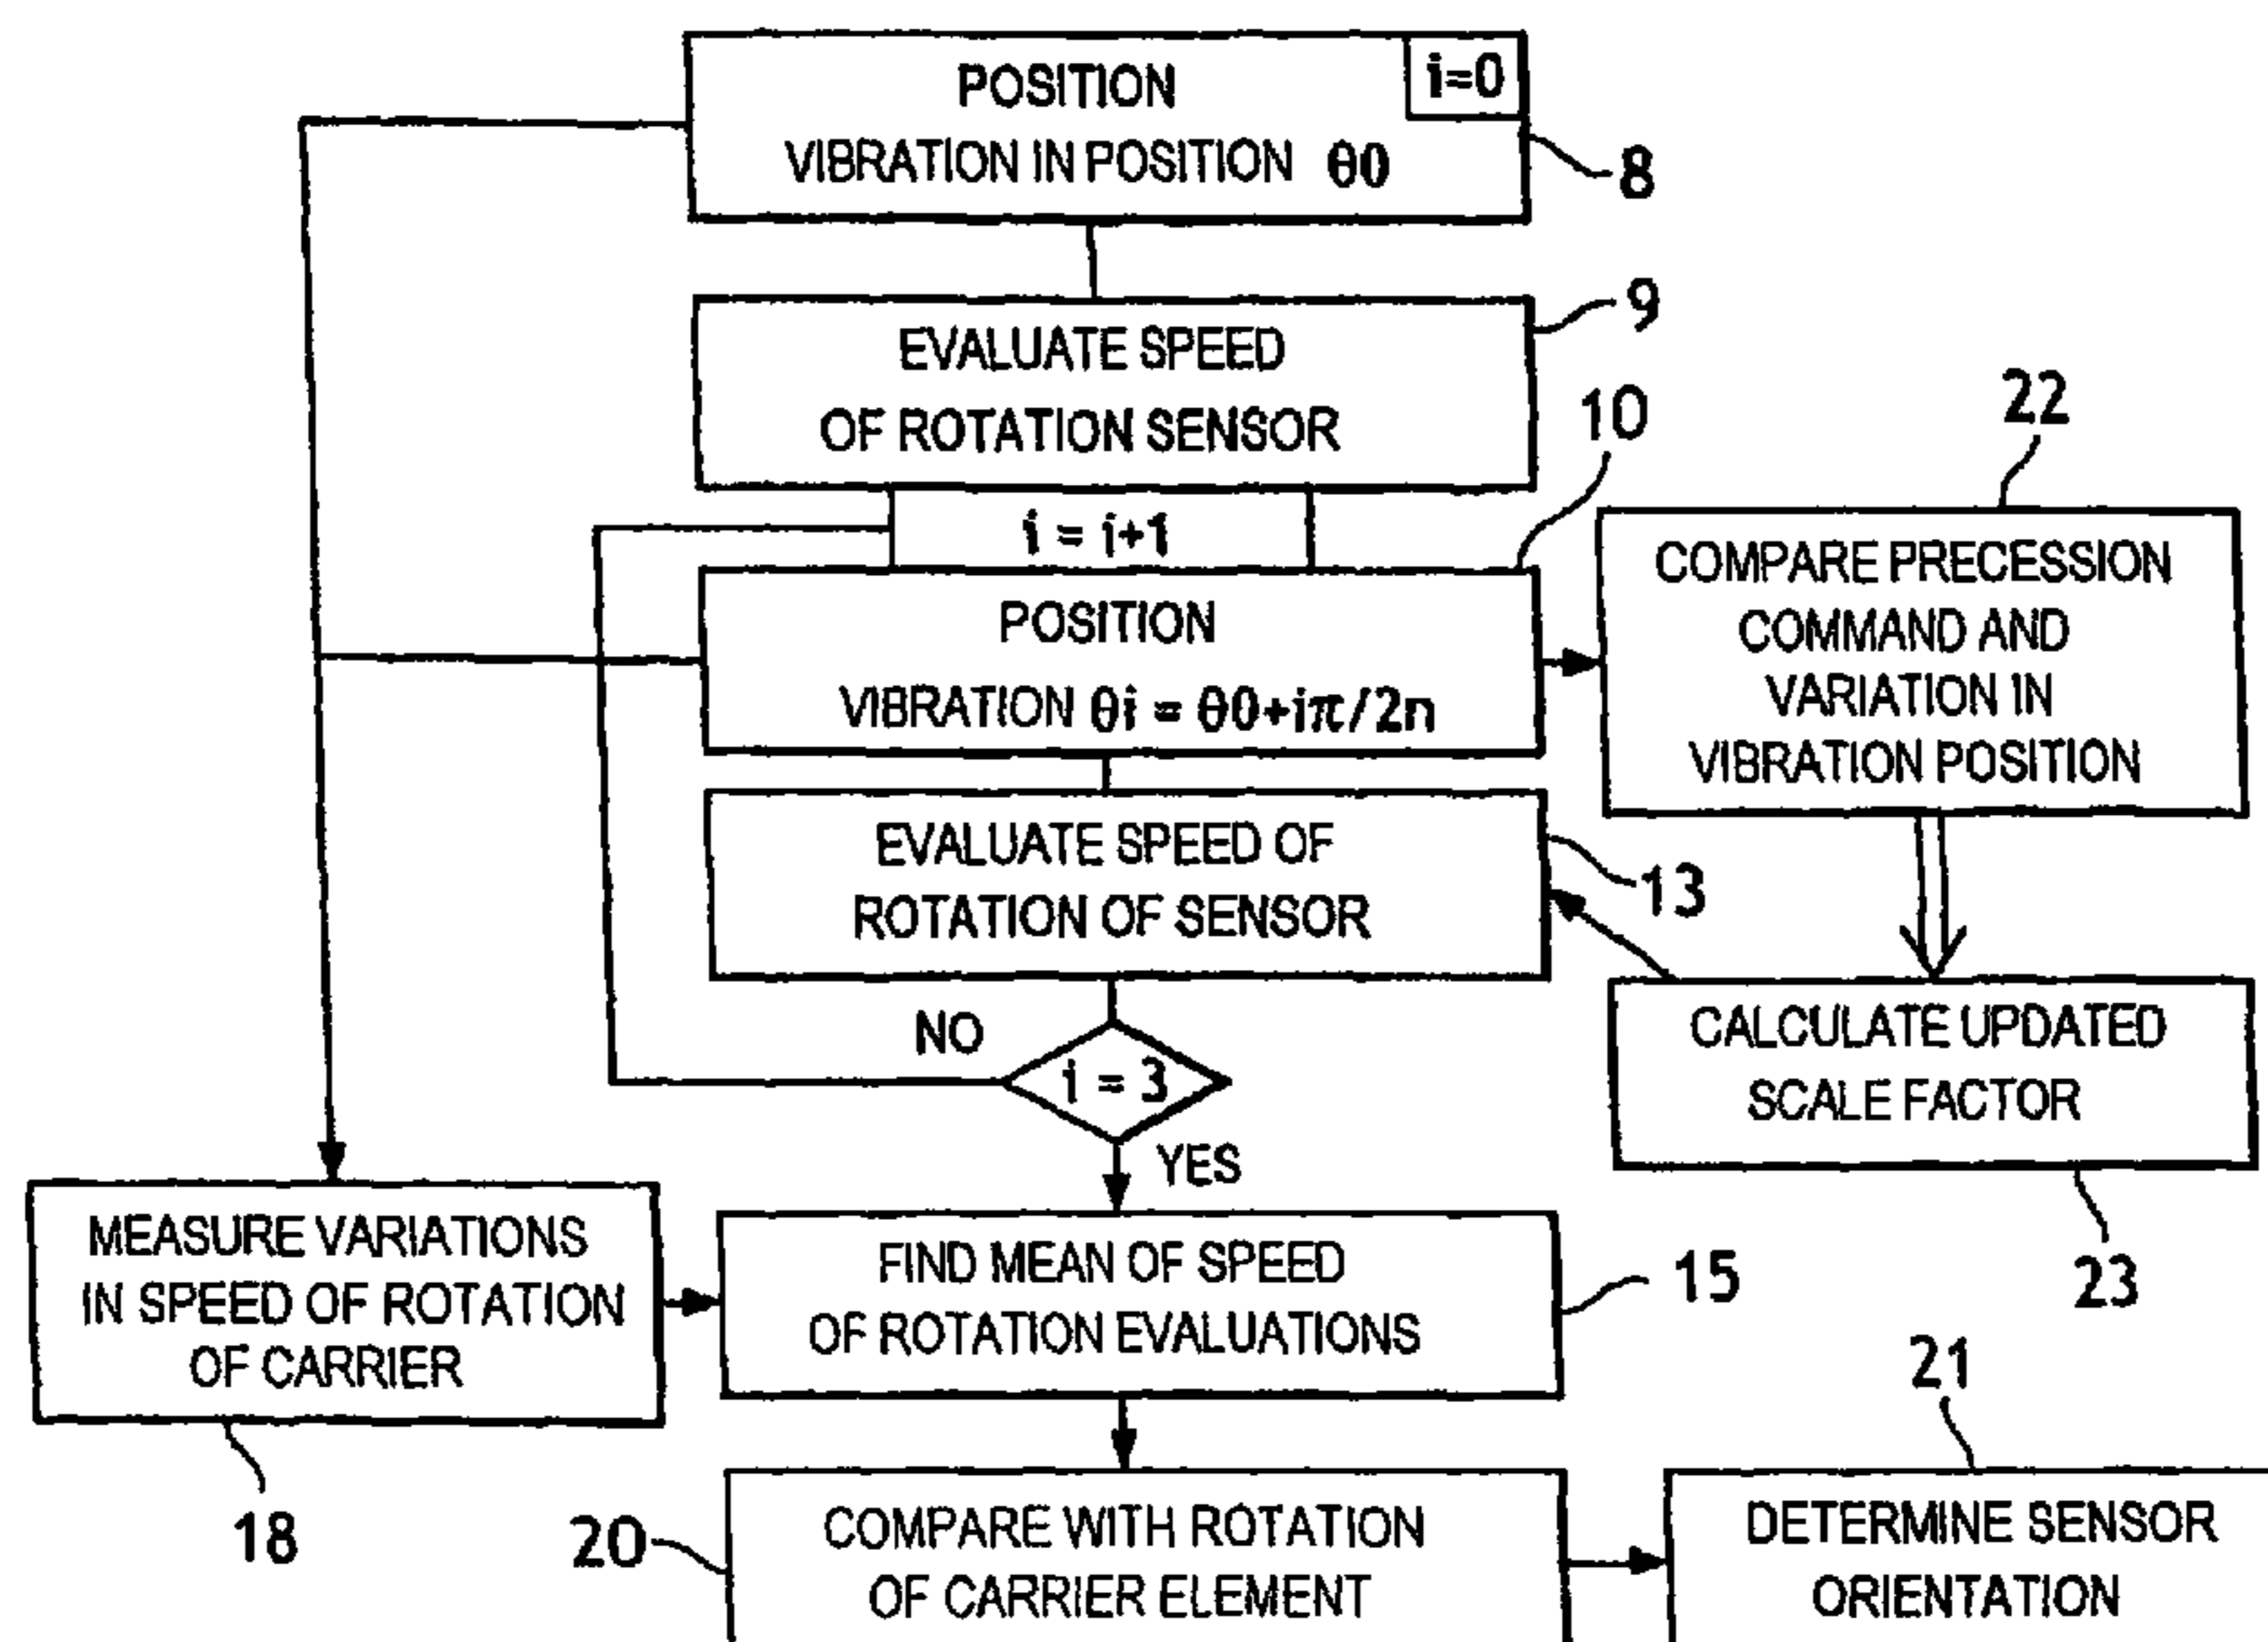 POSITION
i=0
VIBRATION IN POSITION θ0
8
EVALUATE SPEED
OF ROTATION SENSOR
9
i = i+1
10
POSITION
VIBRATION θi = θ0+iπ/2n
22
COMPARE PRECESSION
COMMAND AND
VARIATION IN
VIBRATION POSITION
EVALUATE SPEED OF
ROTATION OF SENSOR
13
CALCULATE UPDATED
SCALE FACTOR
23
NO
i = 3
YES
MEASURE VARIATIONS
IN SPEED OF ROTATION
OF CARRIER
18
FIND MEAN OF SPEED
OF ROTATION EVALUATIONS
15
20
COMPARE WITH ROTATION
OF CARRIER ELEMENT
21
DETERMINE SENSOR
ORIENTATION